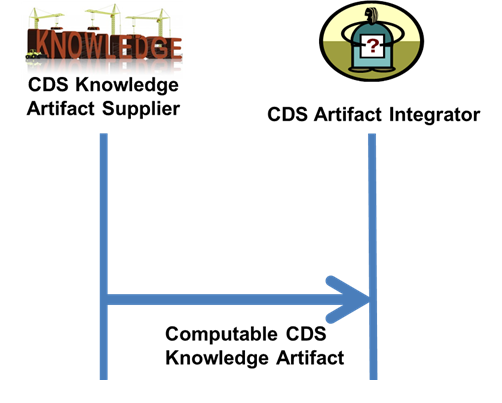 KNOWLEDGE
CDS Knowledge
Artifact Supplier
?
CDS Artifact Integrator
Computable CDS
Knowledge Artifact